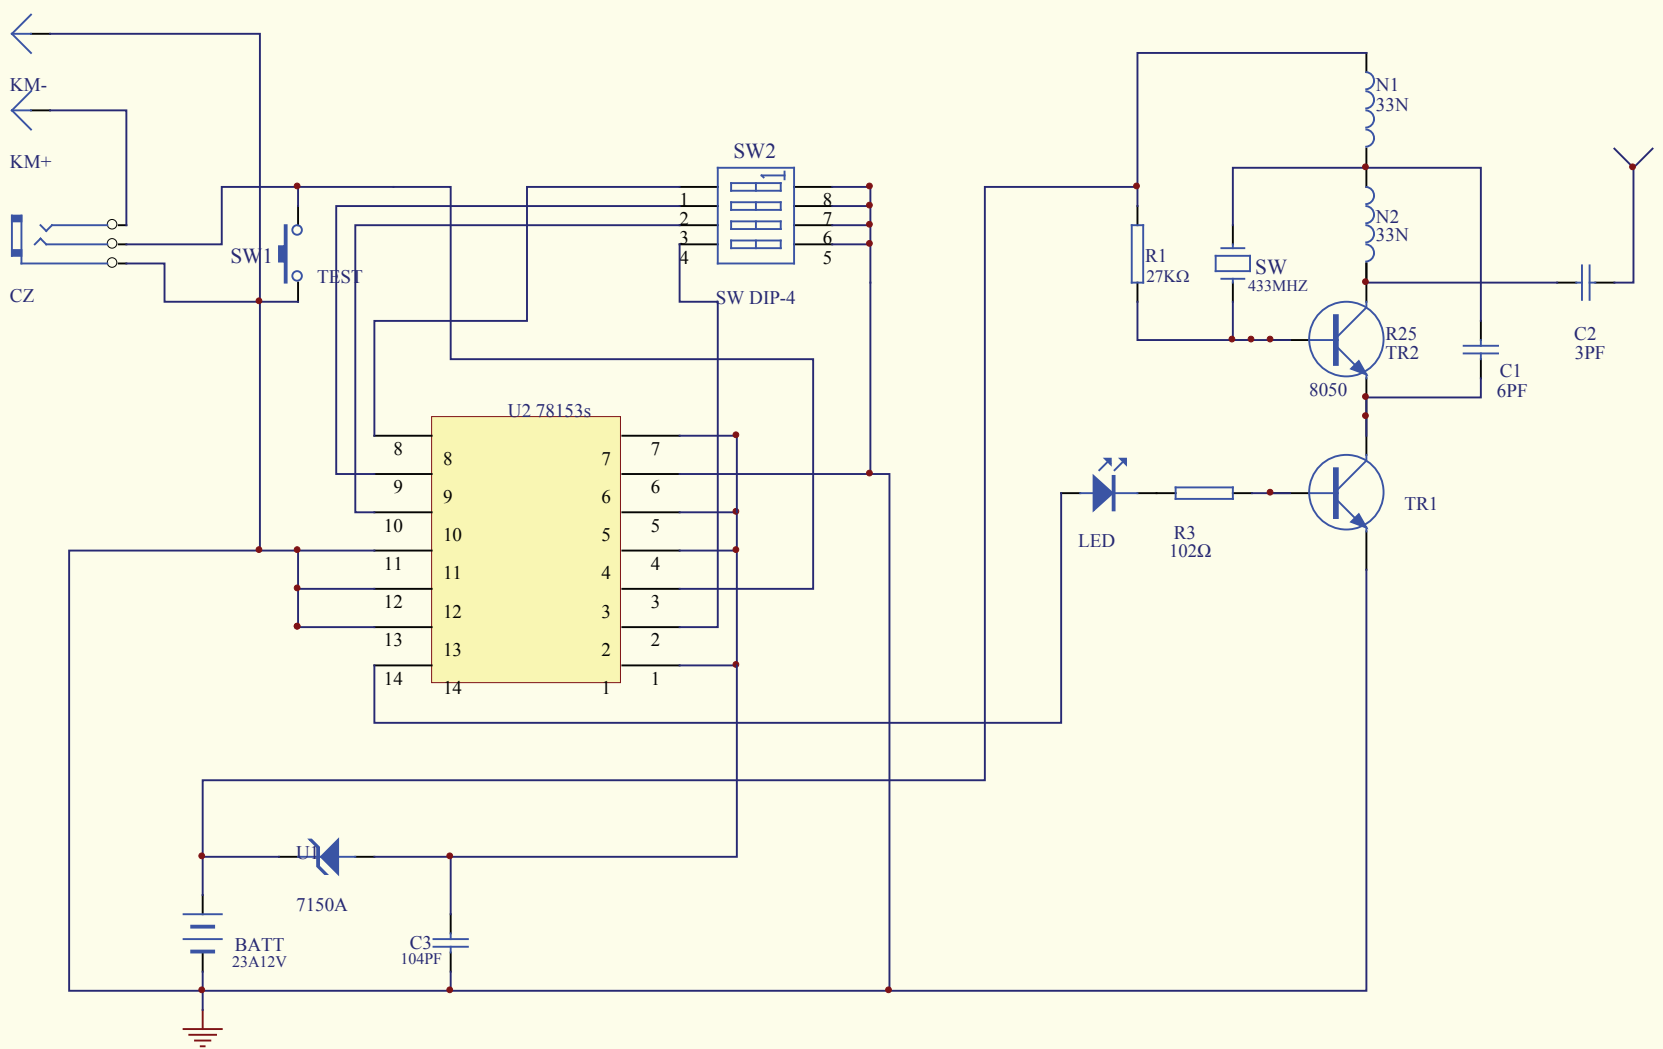 KM-
KM+
CZ
SW1
TEST
SW2
1 8
2 7
3 6
4 5
SW DIP-4
U2 78153s
8 8 7 7
9 9 6 6
10 10 5 5
11 11 4 4
12 12 3 3
13 13 2 2
14 14 1 1
U1
7150A
BATT
23A12V
C3
104PF
N1
33N
N2
33N
R1
27KΩ
SW
433MHZ
R25
TR2
8050
C1
6PF
C2
3PF
LED
R3
102Ω
TR1